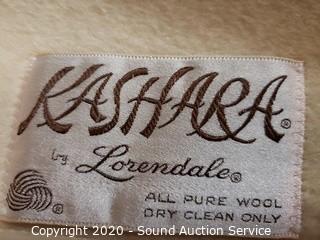 KASHARA®
by Lorendale®
ALL PURE WOOL
DRY CLEAN ONLY
®
Copyright 2020 - Sound Auction Service